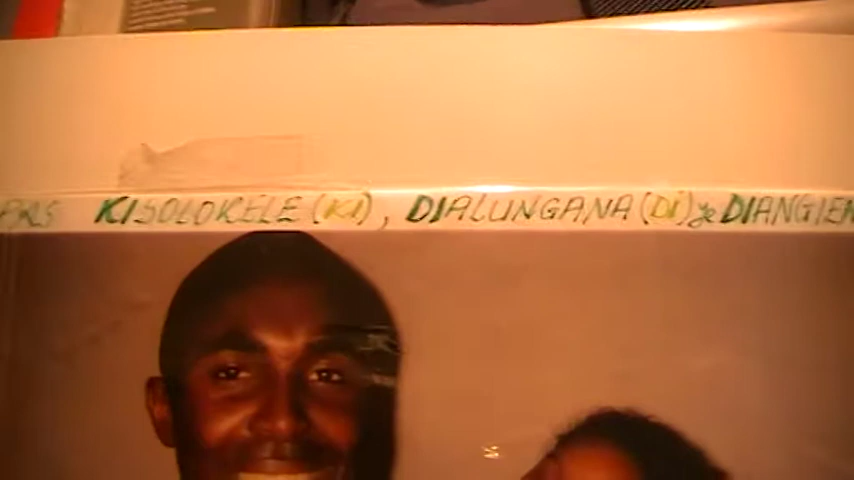 KISOLOKELE (KI), DIALUNGANA (DI) & DIANGIEN